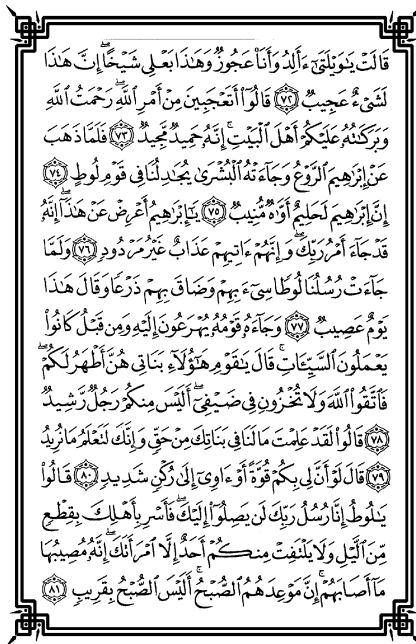 قَالَتْ يَٰوَيْلَتَىٰٓ ءَأَلِدُ وَأَنَا۠ عَجُوزٌ وَهَٰذَا بَعْلِى شَيْخًا ۖ إِنَّ هَٰذَا
لَشَىْءٌ عَجِيبٌ ٧٢ قَالُوٓا۟ أَتَعْجَبِينَ مِنْ أَمْرِ ٱللَّهِ ۖ رَحْمَتُ ٱللَّهِ
وَبَرَكَٰتُهُۥ عَلَيْكُمْ أَهْلَ ٱلْبَيْتِ ۚ إِنَّهُۥ حَمِيدٌ مَّجِيدٌ ٧٣ فَلَمَّا ذَهَبَ
عَنْ إِبْرَٰهِيمَ ٱلرَّوْعُ وَجَآءَتْهُ ٱلْبُشْرَىٰ يُجَٰدِلُنَا فِى قَوْمِ لُوطٍ ٧٤
إِنَّ إِبْرَٰهِيمَ لَحَلِيمٌ أَوَّٰهٌ مُّنِيبٌ ٧٥ يَٰٓإِبْرَٰهِيمُ أَعْرِضْ عَنْ هَٰذَآ ۖ إِنَّهُۥ
قَدْ جَآءَ أَمْرُ رَبِّكَ ۖ وَإِنَّهُمْ ءَاتِيهِمْ عَذَابٌ غَيْرُ مَرْدُودٍ ٧٦ وَلَمَّا
جَآءَتْ رُسُلُنَا لُوطًا سِىٓءَ بِهِمْ وَضَاقَ بِهِمْ ذَرْعًا وَقَالَ هَٰذَا
يَوْمٌ عَصِيبٌ ٧٧ وَجَآءَهُۥ قَوْمُهُۥ يُهْرَعُونَ إِلَيْهِ وَمِن قَبْلُ كَانُوا۟
يَعْمَلُونَ ٱلسَّيِّـَٔاتِ ۚ قَالَ يَٰقَوْمِ هَٰٓؤُلَآءِ بَنَاتِى هُنَّ أَطْهَرُ لَكُمْ ۖ
فَٱتَّقُوا۟ ٱللَّهَ وَلَا تُخْزُونِ فِى ضَيْفِىٓ ۖ أَلَيْسَ مِنكُمْ رَجُلٌ رَّشِيدٌ
٧٨ قَالُوا۟ لَقَدْ عَلِمْتَ مَا لَنَا فِى بَنَاتِكَ مِنْ حَقٍّ وَإِنَّكَ لَتَعْلَمُ مَا نُرِيدُ
٧٩ قَالَ لَوْ أَنَّ لِى بِكُمْ قُوَّةً أَوْ ءَاوِىٓ إِلَىٰ رُكْنٍ شَدِيدٍ ٨٠ قَالُوا۟
يَٰلُوطُ إِنَّا رُسُلُ رَبِّكَ لَن يَصِلُوٓا۟ إِلَيْكَ ۖ فَأَسْرِ بِأَهْلِكَ بِقِطْعٍ
مِّنَ ٱلَّيْلِ وَلَا يَلْتَفِتْ مِنكُمْ أَحَدٌ إِلَّا ٱمْرَأَتَكَ ۖ إِنَّهُۥ مُصِيبُهَا
مَآ أَصَابَهُمْ ۚ إِنَّ مَوْعِدَهُمُ ٱلصُّبْحُ ۚ أَلَيْسَ ٱلصُّبْحُ بِقَرِيبٍ ٨١